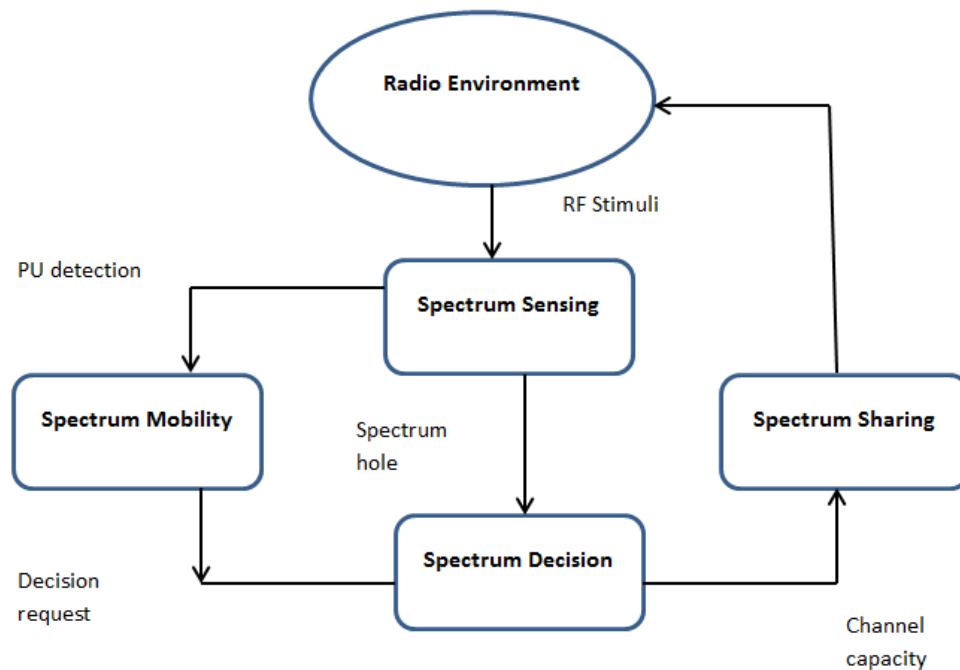 Radio Environment
RF Stimuli
PU detection
Spectrum Sensing
Spectrum Mobility
Spectrum
hole
Spectrum Sharing
Spectrum Decision
Decision
request
Channel
capacity